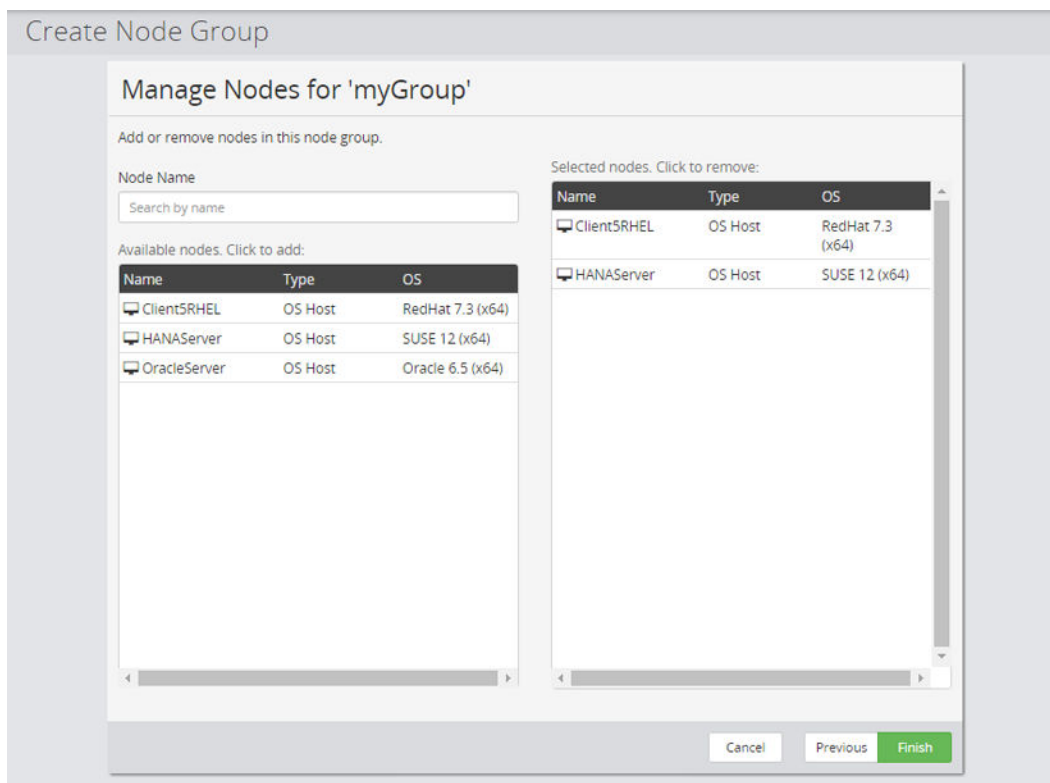 Create Node Group
Manage Nodes for 'myGroup'
Add or remove nodes in this node group.
Node Name
Search by name
Available nodes. Click to add:
Name Type OS
Client5RHEL OS Host RedHat 7.3 (x64)
HANAServer OS Host SUSE 12 (x64)
OracleServer OS Host Oracle 6.5 (x64)
Selected nodes. Click to remove:
Name Type OS
Client5RHEL OS Host RedHat 7.3
(x64)
HANAServer OS Host SUSE 12 (x64)
Cancel Previous Finish